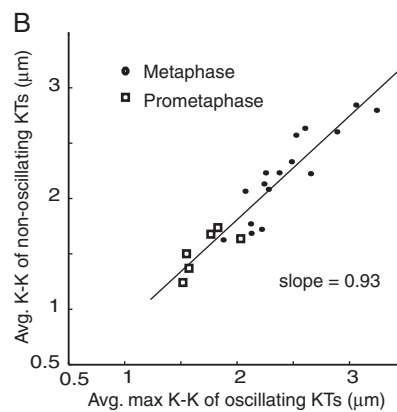 B
Avg. K-K of non-oscillating KTs (µm)
3
2
1
0.5
Metaphase
Prometaphase
slope = 0.93
0.5 1 2 3
Avg. max K-K of oscillating KTs (µm)